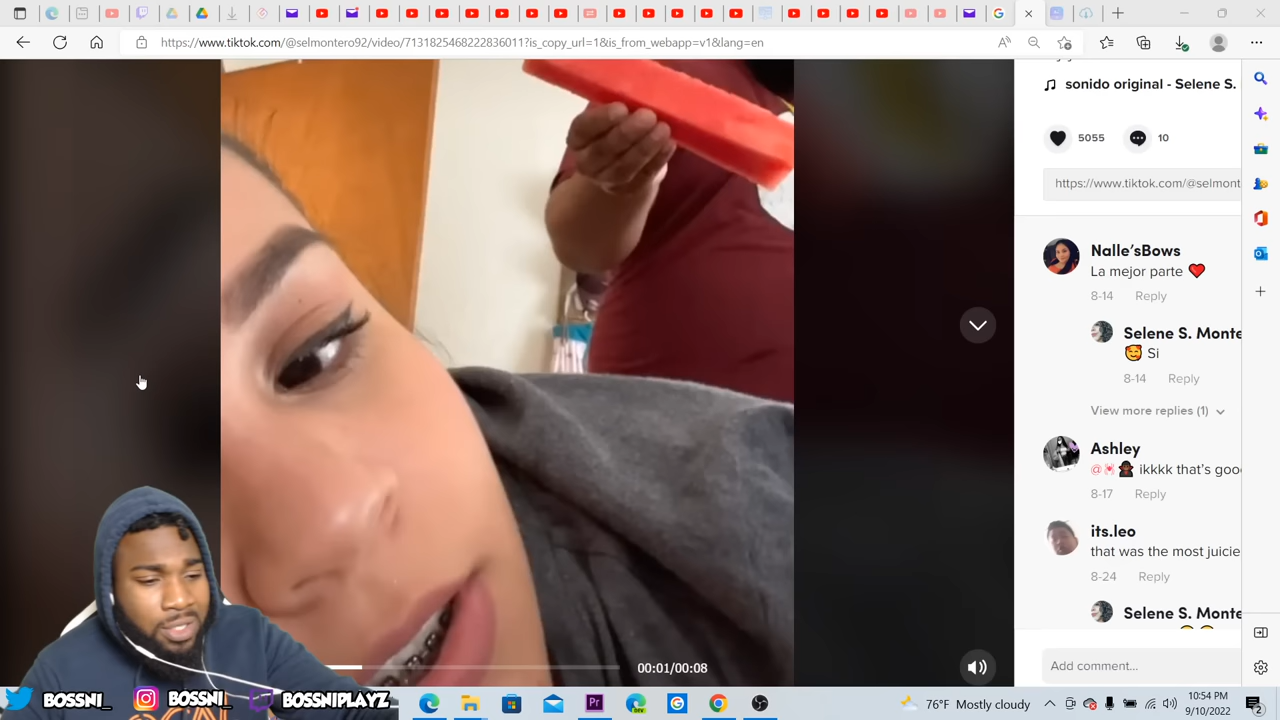 https://www.tiktok.com/@selmontero92/video/7131825468222836011?is_copy_url=1&is_from_webapp=v1&lang=en
sonido original - Selene S.
5055
10
https://www.tiktok.com/@selmont
Nalle'sBows
La mejor parte ❤️
8-14 Reply
Selene S. Monte
🥰 Si
8-14 Reply
View more replies (1)
Ashley
ikkkk that's goo
8-17 Reply
its.leo
that was the most juicie
8-24 Reply
Selene S. Monte
Add comment...
00:01/00:08
BOSSNI_
BOSSNI_
BOSSNIPLAYZ
76°F Mostly cloudy
10:54 PM
9/10/2022